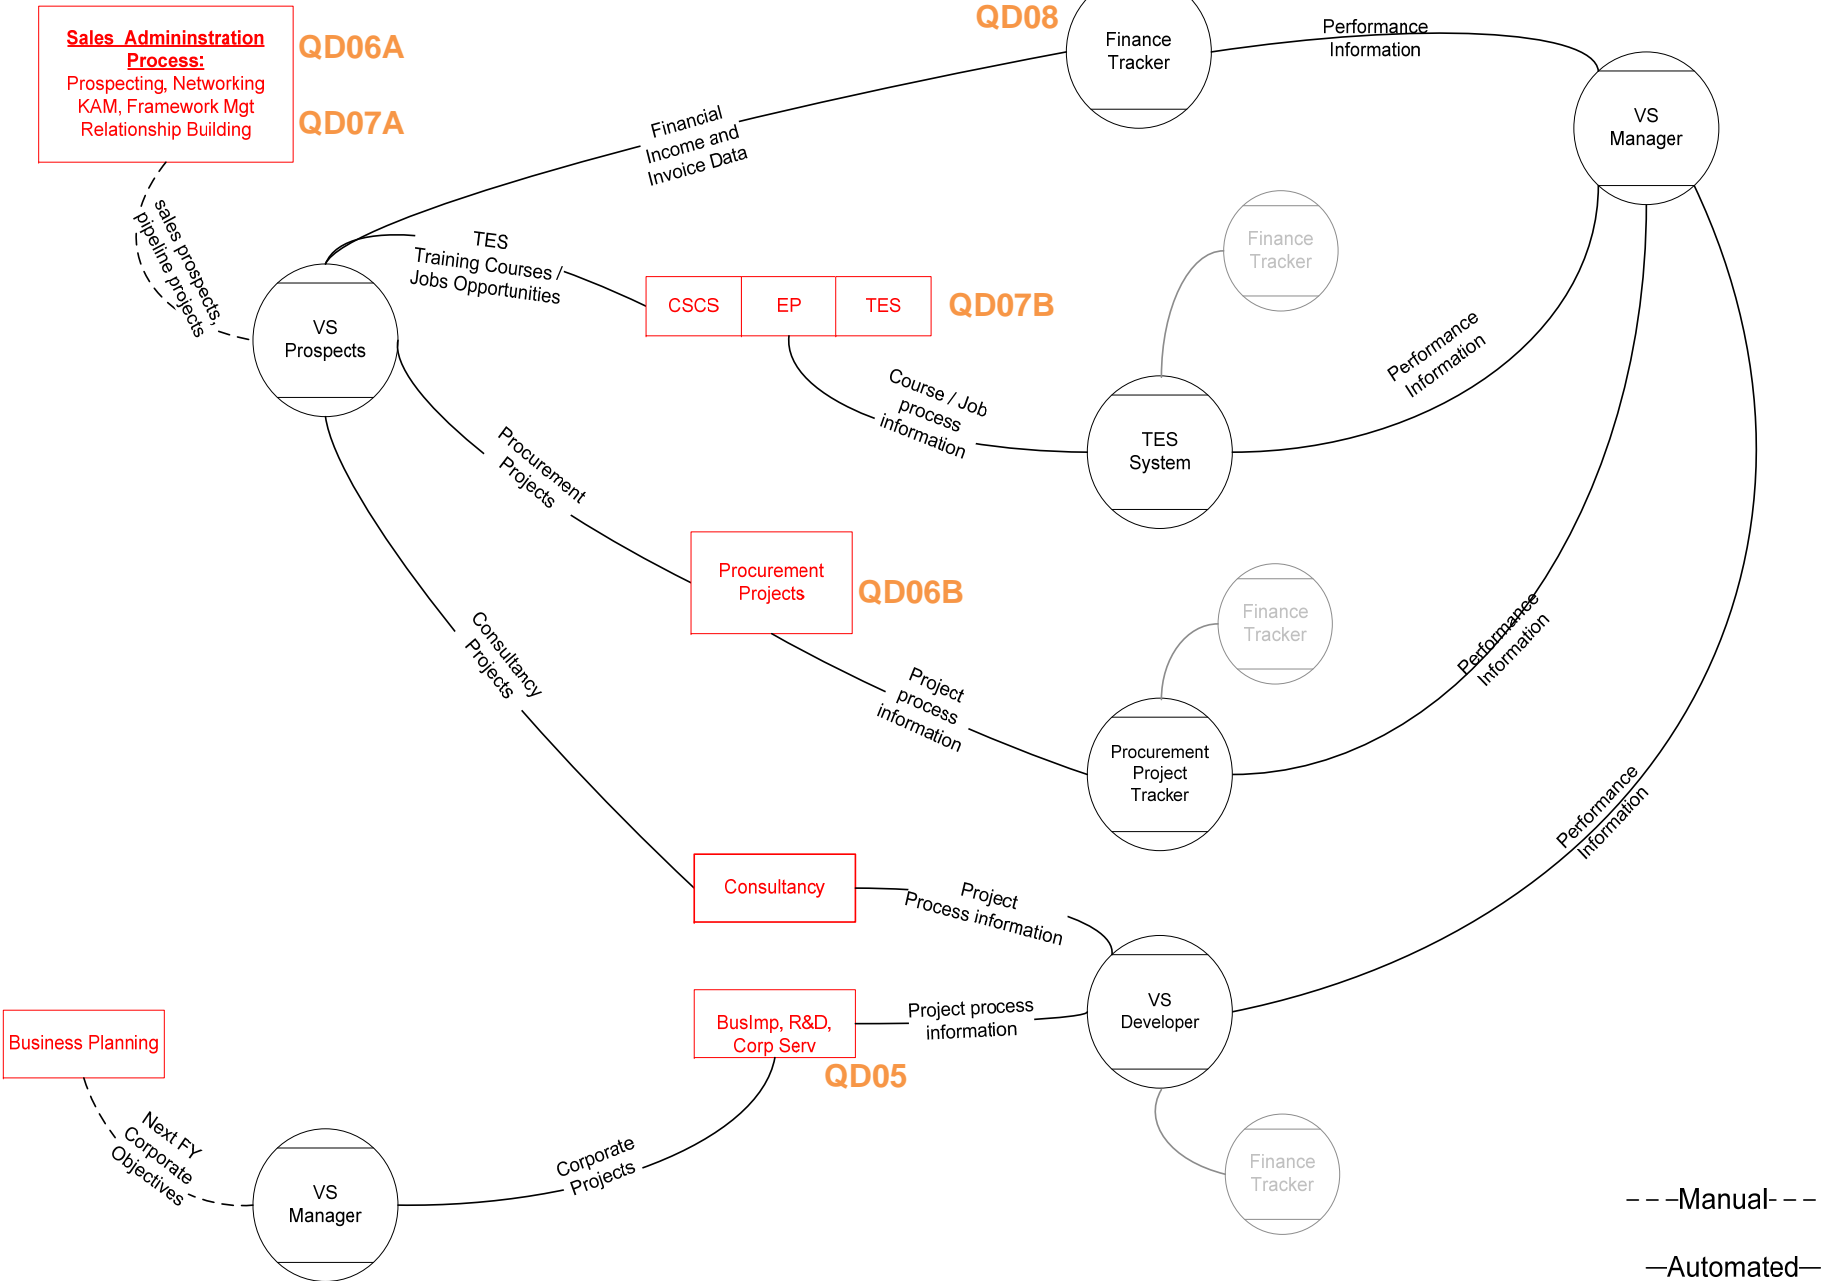 Sales  Admininstration
Process:
Prospecting, Networking
KAM, Framework Mgt
Relationship Building
QD06A
QD07A
QD08
Finance
Tracker
Performance
Information
VS
Manager
Financial
Income and
Invoice Data
sales prospects,
pipeline projects
TES
Training Courses /
Jobs Opportunities
VS
Prospects
CSCS
EP
TES
QD07B
Finance
Tracker
Performance
Information
Course / Job
process
information
TES
System
Procurement
Projects
Procurement
Projects
QD06B
Finance
Tracker
Performance
Information
Consultancy
Projects
Project
process
information
Procurement
Project
Tracker
Performance
Information
Consultancy
Project
Process information
BusImp, R&D,
Corp Serv
QD05
Project process
information
VS
Developer
Business Planning
Next FY
Corporate
Objectives
VS
Manager
Corporate
Projects
Finance
Tracker
Manual
Automated